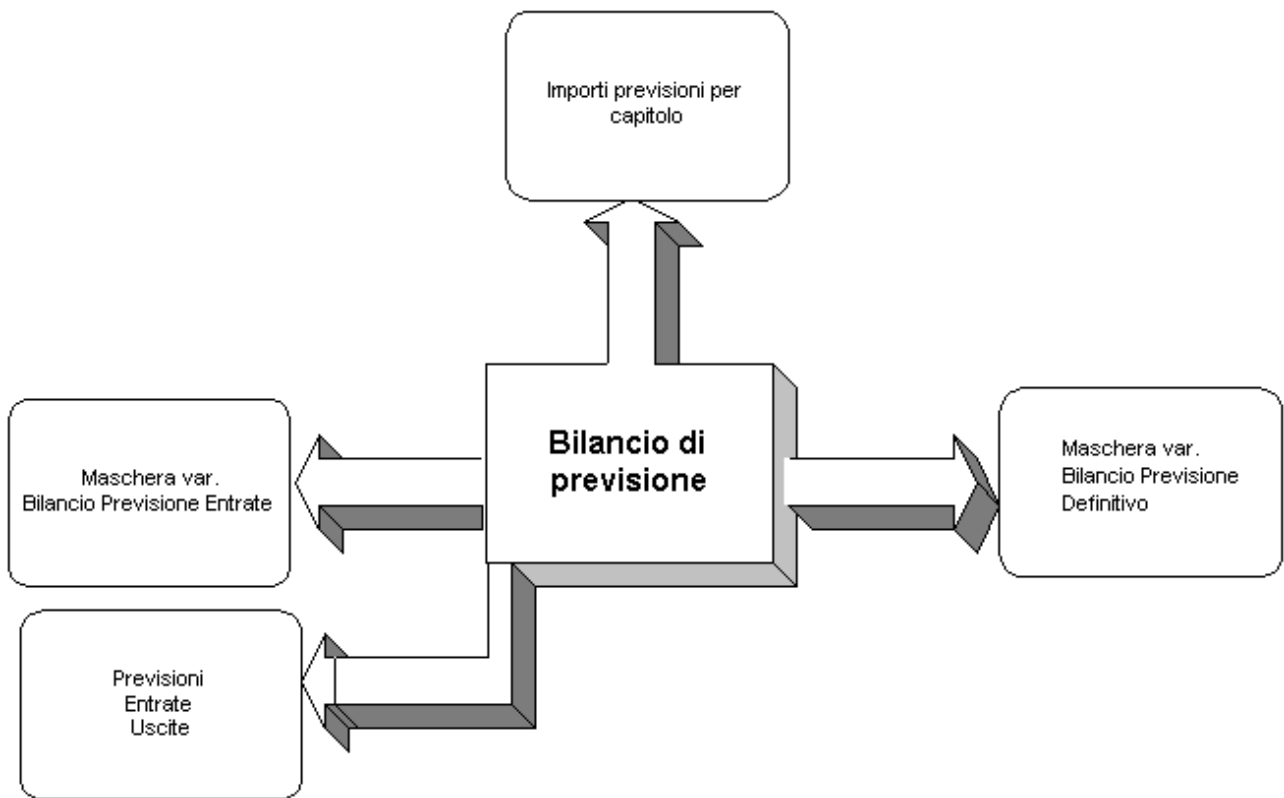 Importi previsioni per
capitolo
Bilancio di
previsione
Maschera var.
Bilancio Previsione Entrate
Maschera var.
Bilancio Previsione
Definitivo
Previsioni
Entrate
Uscite